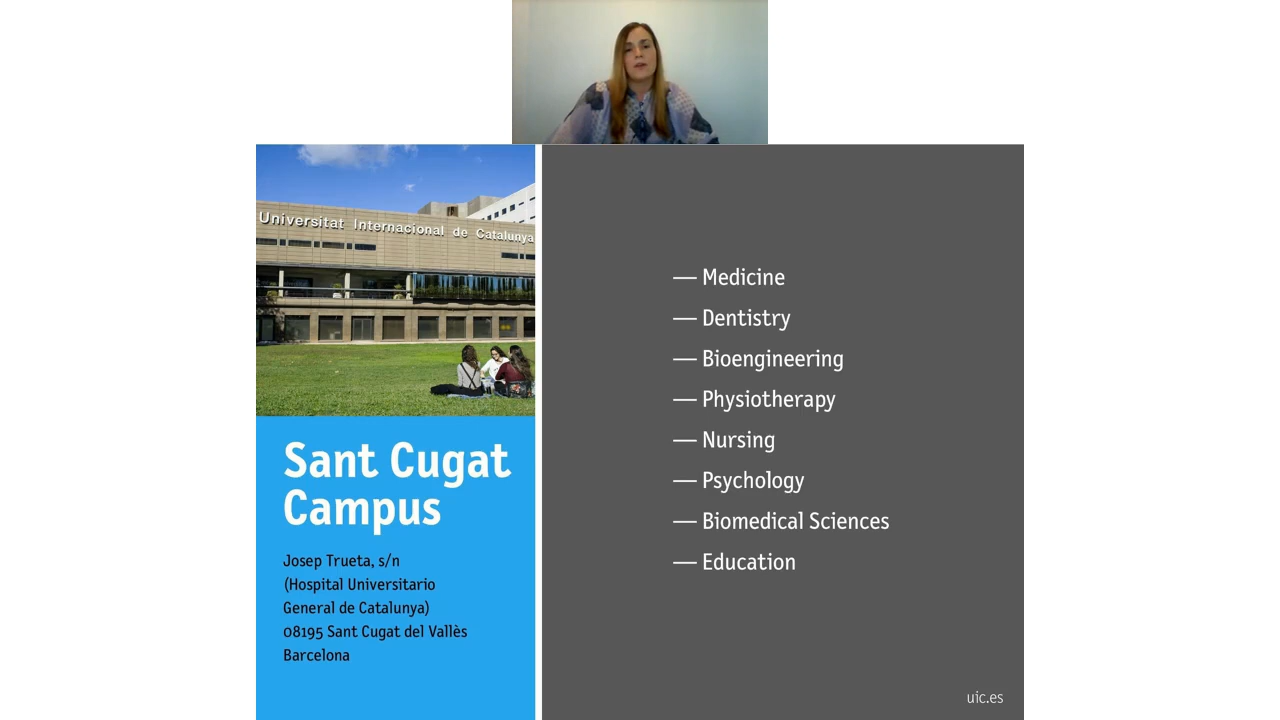 Universitat Internacional de Catalunya
Sant Cugat
Campus
Josep Trueta, s/n
(Hospital Universitario
General de Catalunya)
08195 Sant Cugat del Vallès
Barcelona
— Medicine
— Dentistry
— Bioengineering
— Physiotherapy
— Nursing
— Psychology
— Biomedical Sciences
— Education
uic.es